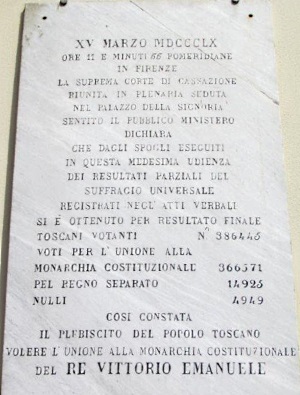 XV MARZO MDCCCLX
ORE 11 E MINUTI 66 POMERIDIANE
IN FIRENZE
LA SUPREMA CORTE DI CASSAZIONE
RIUNITA IN PLENARIA SEDUTA
NEL PALAZZO DELLA SIGNORIA
SENTITO IL PUBBLICO MINISTERO
DICHIARA
CHE DAGLI SPOGLI ESEGUITI
IN QUESTA MEDESIMA UDIENZA
DEI RESULTATI PARZIALI DEL
SUFFRAGIO UNIVERSALE
REGISTRATI NEGL'ATTI VERBALI
SI È OTTENUTO PER RESULTATO FINALE
TOSCANI VOTANTI No 386445
VOTI PER L'UNIONE ALLA
MONARCHIA COSTITUZIONALE 366571
PEL REGNO SEPARATO 14925
NULLI 4949
COSI CONSTATA
IL PLEBISCITO DEL POPOLO TOSCANO
VOLERE L'UNIONE ALLA MONARCHIA COSTITUZIONALE
DEL RE VITTORIO EMANUELE